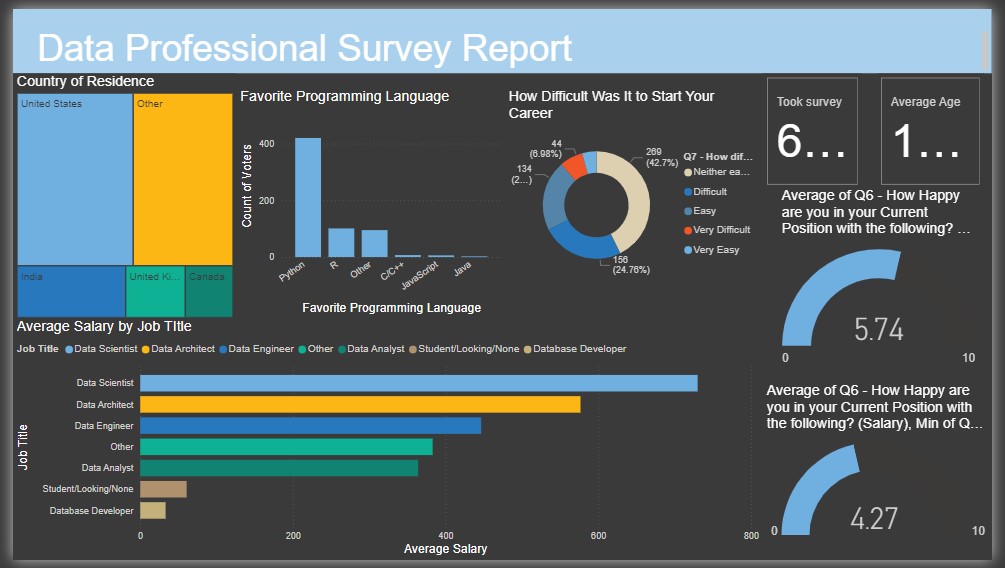 Data Professional Survey Report
Country of Residence
United States
Other
India
United Ki...
Canada
Favorite Programming Language
Count of Voters
400
200
0
Python
R
Other
C/C++
JavaScript
Java
Favorite Programming Language
How Difficult Was It to Start Your
Career
44
(6.98%)
134
(2...)
269
(42.7%)
156
(24.76%)
Q7 - How dif...
Neither ea...
Difficult
Easy
Very Difficult
Very Easy
Took survey
6...
Average Age
1...
Average of Q6 - How Happy
are you in your Current
Position with the following? ...
5.74
0
10
Average Salary by Job TItle
Job Title Data Scientist Data Architect Data Engineer Other Data Analyst Student/Looking/None Database Developer
Job Title
Data Scientist
Data Architect
Data Engineer
Other
Data Analyst
Student/Looking/None
Database Developer
0
200
400
600
800
Average Salary
Average of Q6 - How Happy are
you in your Current Position with
the following? (Salary), Min of Q...
4.27
0
10